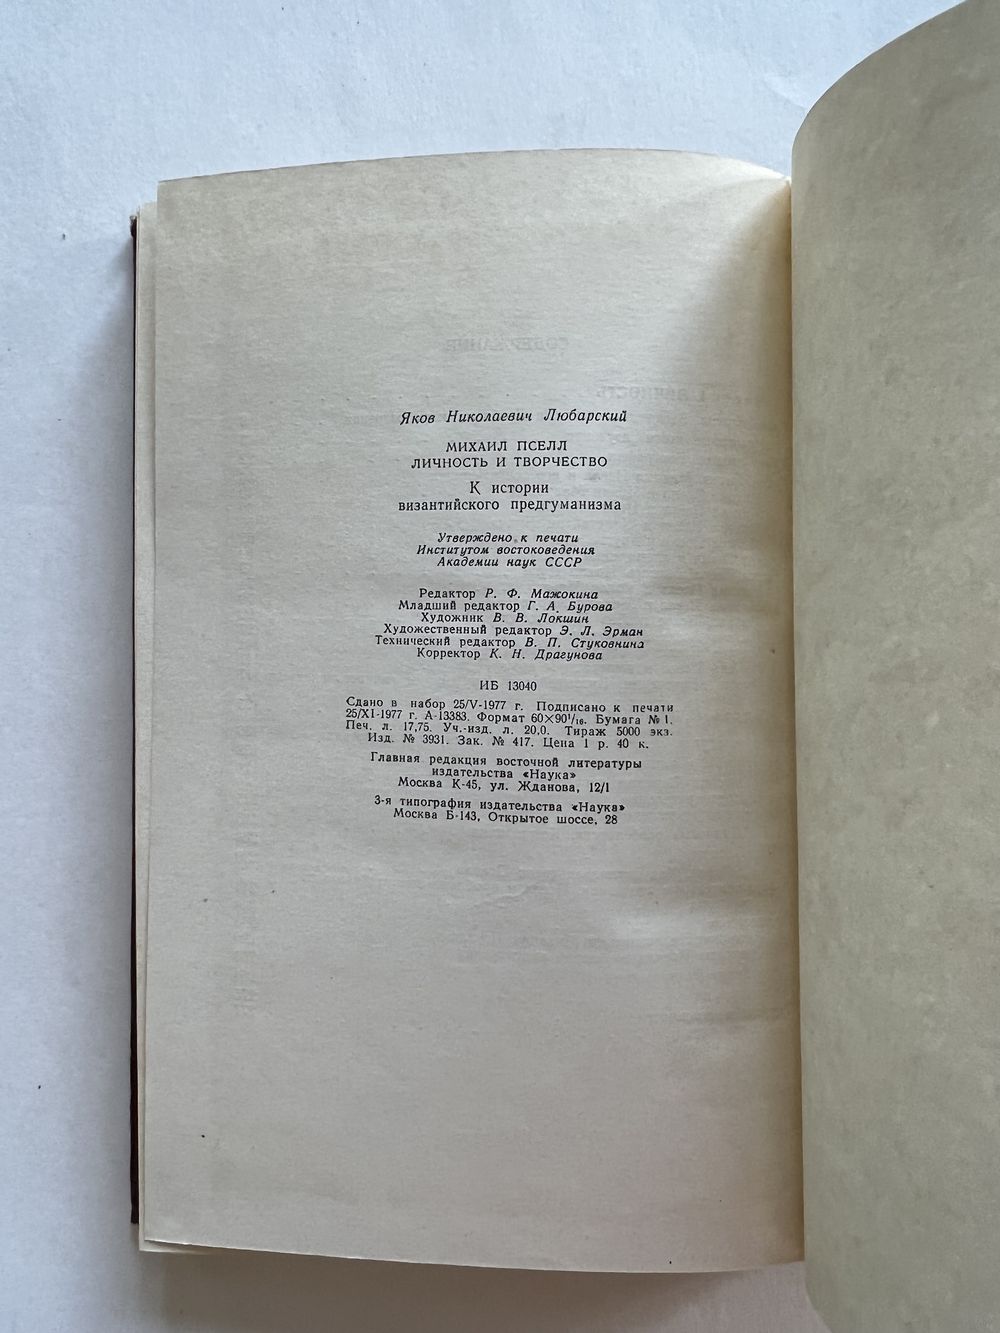 Яков Николаевич Любарский
МИХАИЛ ПСЕЛЛ
ЛИЧНОСТЬ И ТВОРЧЕСТВО
К истории
византийского предгуманизма
Утверждено к печати
Институтом востоковедения
Академии наук СССР
Редактор Р. Ф. Мажокина
Младший редактор Г. А. Бурова
Художник В. В. Локшин
Художественный редактор Э. Л. Эрман
Технический редактор В. П. Стуковнина
Корректор К. Н. Драгунова
ИБ 13040
Сдано в набор 25/V-1977 г. Подписано к печати
25/XI-1977 г. А-13383. Формат 60×90¹/₁₆. Бумага № 1.
Печ. л. 17,75. Уч.-изд. л. 20,0. Тираж 5000 экз.
Изд. № 3931. Зак. № 417. Цена 1 р. 40 к.
Главная редакция восточной литературы
издательства «Наука»
Москва К-45, ул. Жданова, 12/1
3-я типография издательства «Наука»
Москва Б-143, Открытое шоссе, 28